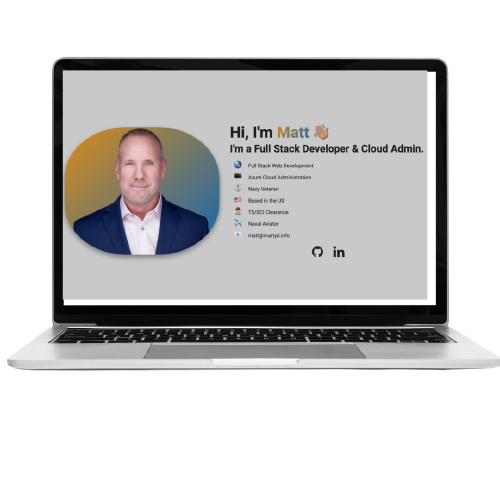 Hi, I'm Matt 👋🏼
I'm a Full Stack Developer & Cloud Admin.
Full Stack Web Development
Azure Cloud Administration
Navy Veteran
Based in the US
TS/SCI Clearance
Naval Aviator
matt@mattyd.info
in